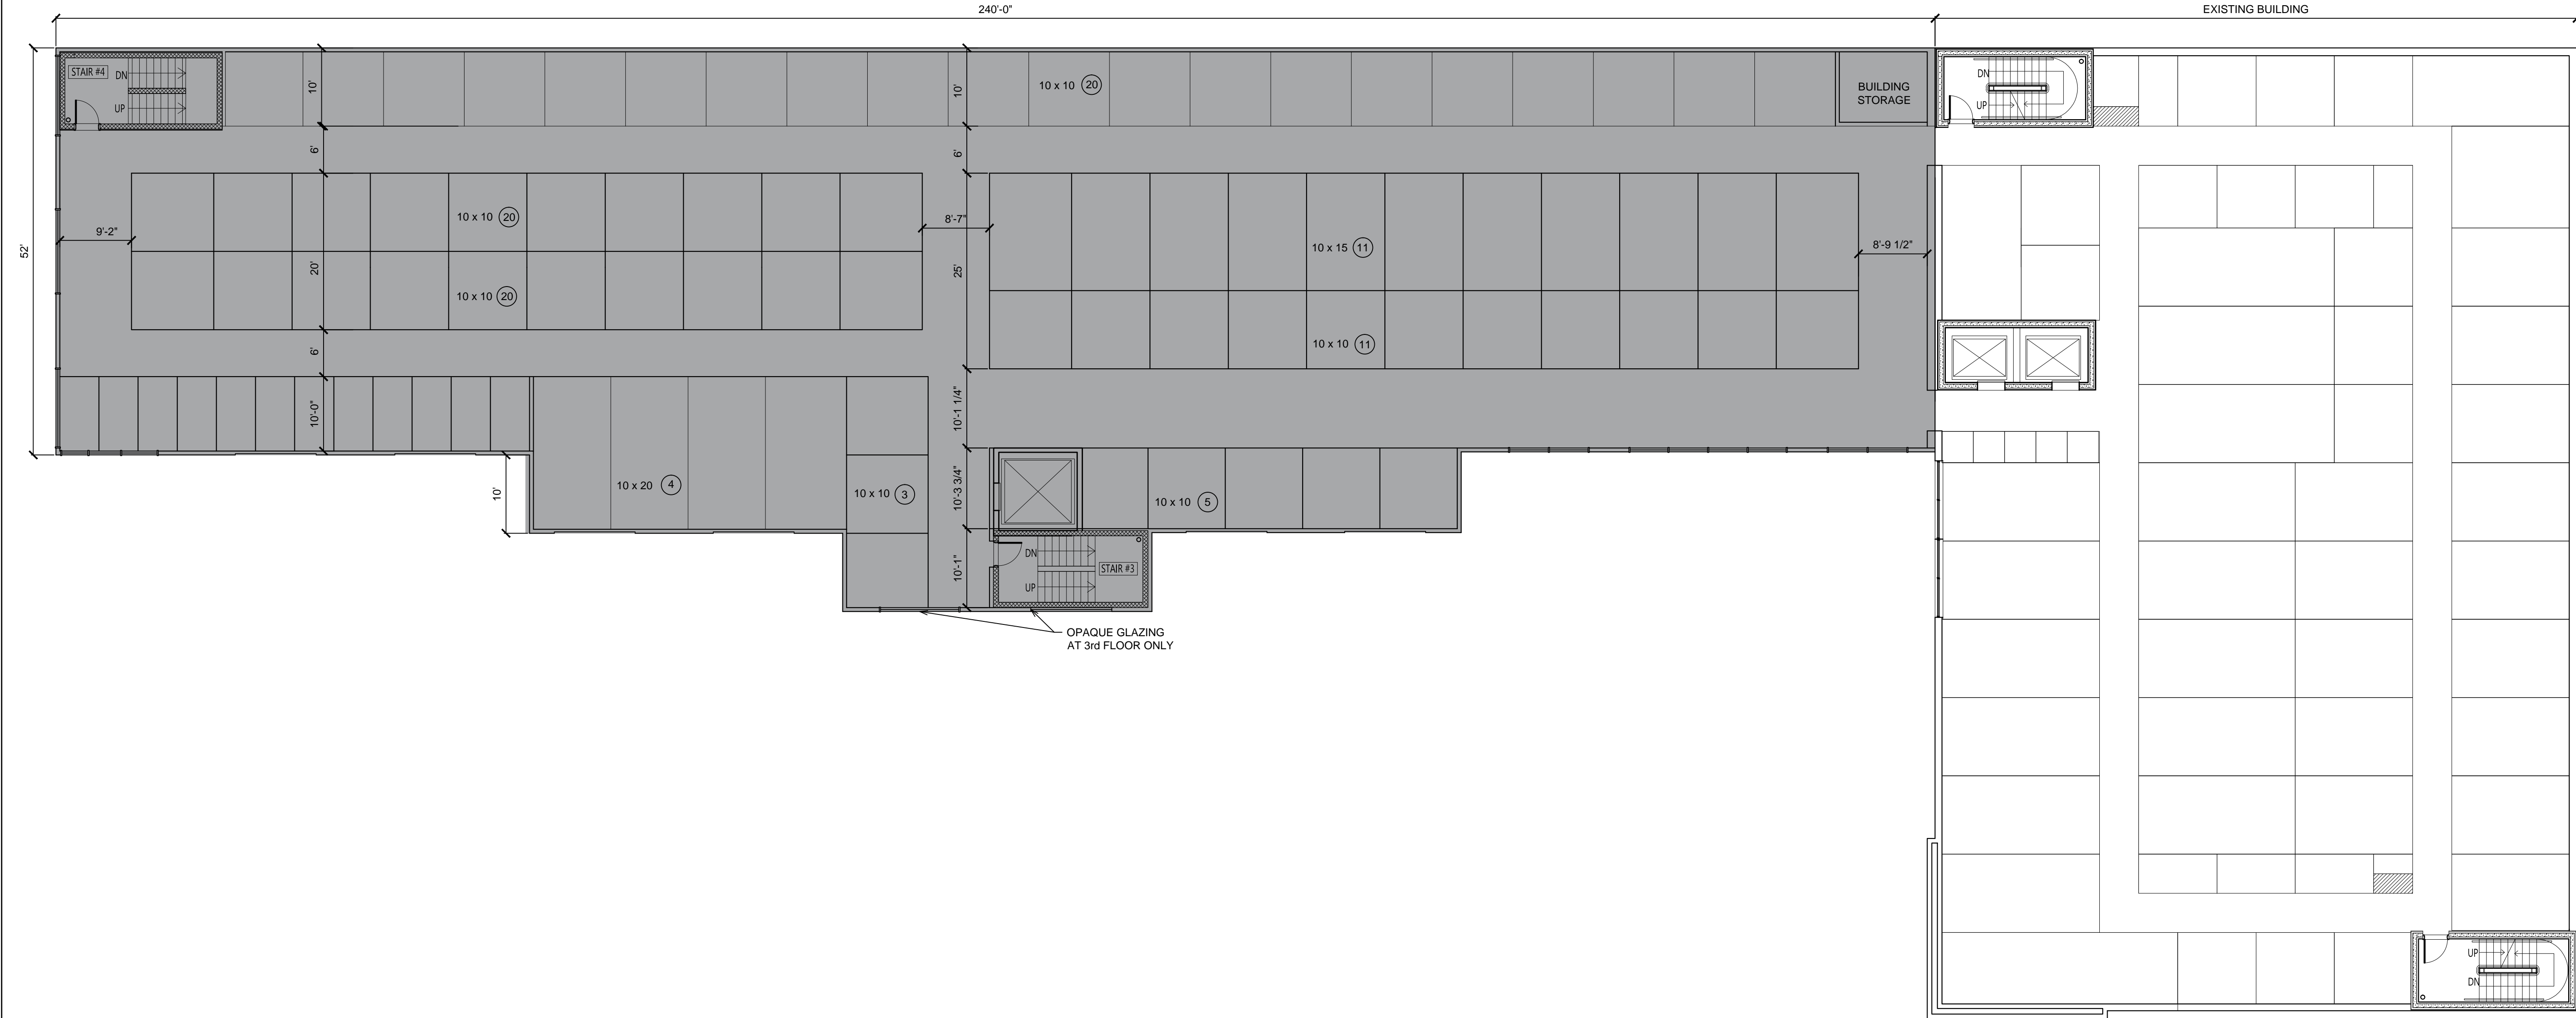 240'-0"
EXISTING BUILDING
STAIR #4
DN
UP
10'
10'
10 x 10 20
BUILDING
STORAGE
DN
UP
6'
6'
52'
9'-2"
10 x 10 20
20'
10 x 10 20
8'-7"
25'
10 x 15 11
8'-9 1/2"
10 x 10 11
6'
10'-0"
10'-1 1/4"
10'
10 x 20 4
10 x 10 3
10'-3 3/4"
10 x 10 5
10'-1"
DN
STAIR #3
UP
OPAQUE GLAZING
AT 3rd FLOOR ONLY
UP
DN